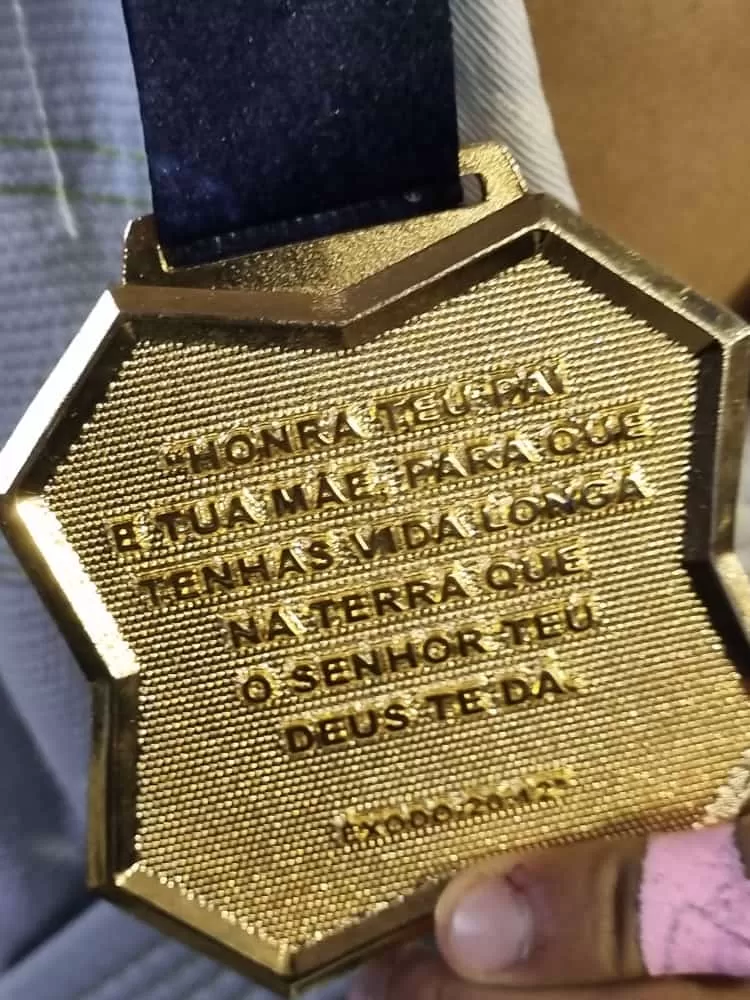 "HONRA TEU PAI
E TUA MÃE, PARA QUE
TENHAS VIDA LONGA
NA TERRA QUE
O SENHOR TEU
DEUS TE DÁ.
ÊXODO 20:12"